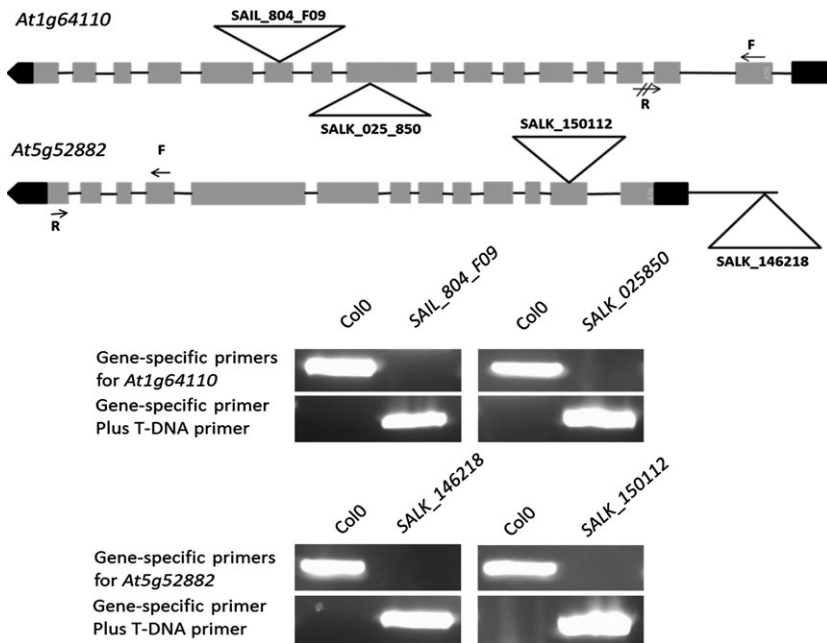 At1g64110
SAIL_804_F09
F
R
SALK_025_850
At5g52882
F
SALK_150112
R
SALK_146218
Col0
SAIL_804_F09
Col0
SALK_025850
Gene-specific primers
for At1g64110
Gene-specific primer
Plus T-DNA primer
Col0
SALK_146218
Col0
SALK_150112
Gene-specific primers
for At5g52882
Gene-specific primer
Plus T-DNA primer